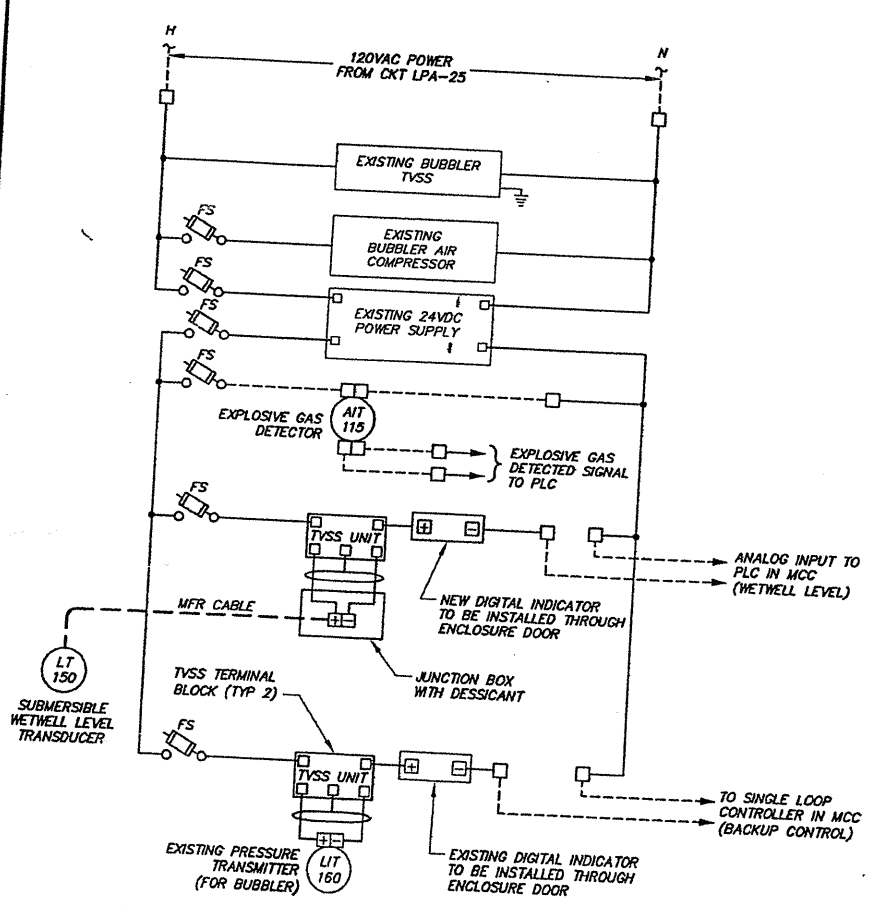 H
N
120VAC POWER
FROM CKT LPA-25
EXISTING BUBBLER
TVSS
FS
EXISTING
BUBBLER AIR
COMPRESSOR
FS
FS
EXISTING 24VDC
POWER SUPPLY
FS
EXPLOSIVE GAS
DETECTOR
AIT
115
EXPLOSIVE GAS
DETECTED SIGNAL
TO PLC
FS
TVSS UNIT
+ -
ANALOG INPUT TO
PLC IN MCC
(WETWELL LEVEL)
NEW DIGITAL INDICATOR
TO BE INSTALLED THROUGH
ENCLOSURE DOOR
MFR CABLE
+ -
LT
150
SUBMERSIBLE
WETWELL LEVEL
TRANSDUCER
JUNCTION BOX
WITH DESSICANT
TVSS TERMINAL
BLOCK (TYP 2)
FS
TVSS UNIT
+ -
TO SINGLE LOOP
CONTROLLER IN MCC
(BACKUP CONTROL)
EXISTING PRESSURE
TRANSMITTER
(FOR BUBBLER)
+ -
LIT
160
EXISTING DIGITAL INDICATOR
TO BE INSTALLED THROUGH
ENCLOSURE DOOR